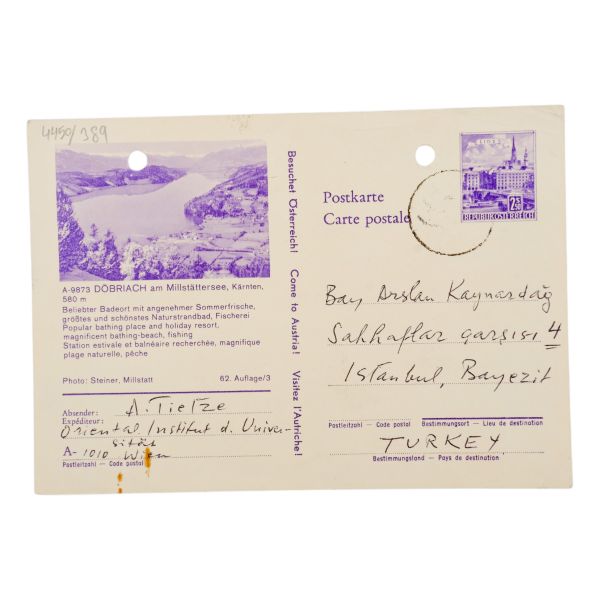 4450/389
LINZ
2.50
REPUBLIK ÖSTERREICH
Besuchet Österreich! Come to Austria! Visitez l'Autriche!
Postkarte
Carte postale
A-9873 DÖBRIACH am Millstättersee, Kärnten,
580 m
Beliebter Badeort mit angenehmer Sommerfrische,
größtes und schönstes Naturstrandbad, Fischerei
Popular bathing place and holiday resort,
magnificent bathing-beach, fishing
Station estivale et balnéaire recherchée, magnifique
plage naturelle, pêche
Photo: Steiner, Millstatt 62. Auflage/3
Absender: A. Tietze
Expéditeur:
Oriental Institut d. Univer-
sität
A- 1010 Wien
Postleitzahl — Code postal
Bay Arslan Kaynardağ
Sahhaflar çarşısı 4
Istanbul, Bayezit
Postleitzahl — Code postal Bestimmungsort — Lieu de destination
TURKEY
Bestimmungsland — Pays de destination